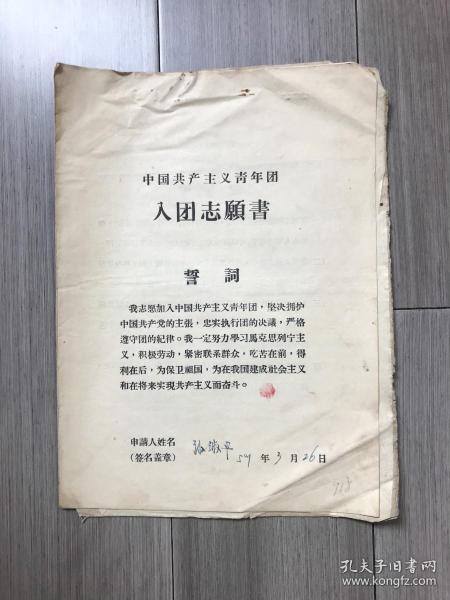 中国共产主义青年团
入团志願書
誓詞
我志愿加入中国共产主义青年团，坚决拥护
中国共产党的主張，忠实执行团的决議，严格
遵守团的紀律。我一定努力學习馬克思列宁主
义，积极劳动，紧密联系群众，吃苦在前，得
利在后，为保卫祖国，为在我国建成社会主义
和在将来实現共产主义而奋斗。
申請人姓名
(签名盖章) 59 年 3 月 26 日
孔夫子旧书网
www.kongfz.com